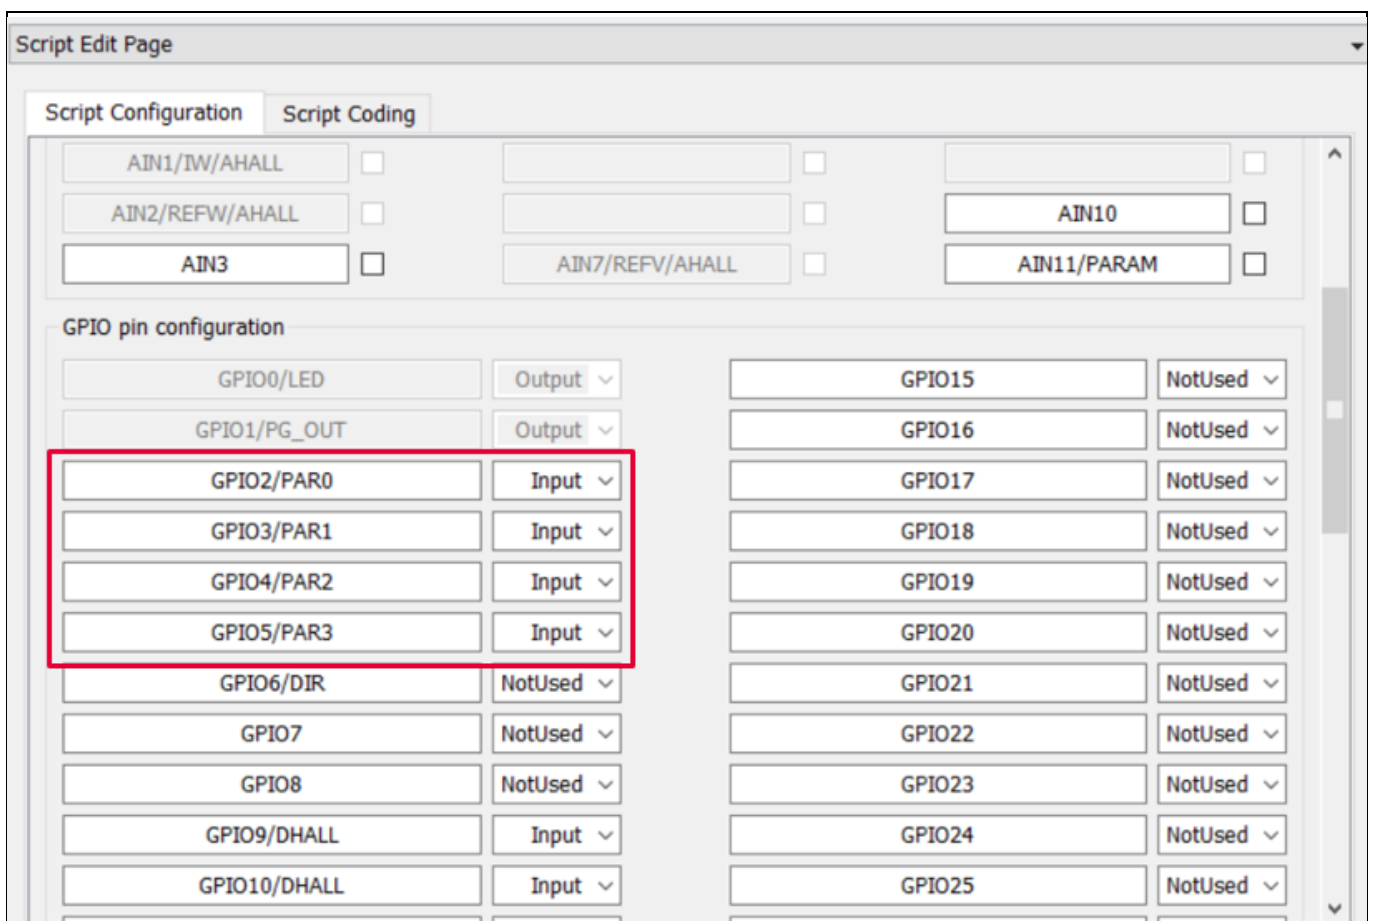 Script Edit Page
Script Configuration Script Coding
AIN1/IW/AHALL
AIN2/REFW/AHALL AIN10
AIN3 AIN7/REFV/AHALL AIN11/PARAM
GPIO pin configuration
GPIO0/LED Output GPIO15 NotUsed
GPIO1/PG_OUT Output GPIO16 NotUsed
GPIO2/PAR0 Input GPIO17 NotUsed
GPIO3/PAR1 Input GPIO18 NotUsed
GPIO4/PAR2 Input GPIO19 NotUsed
GPIO5/PAR3 Input GPIO20 NotUsed
GPIO6/DIR NotUsed GPIO21 NotUsed
GPIO7 NotUsed GPIO22 NotUsed
GPIO8 NotUsed GPIO23 NotUsed
GPIO9/DHALL Input GPIO24 NotUsed
GPIO10/DHALL Input GPIO25 NotUsed